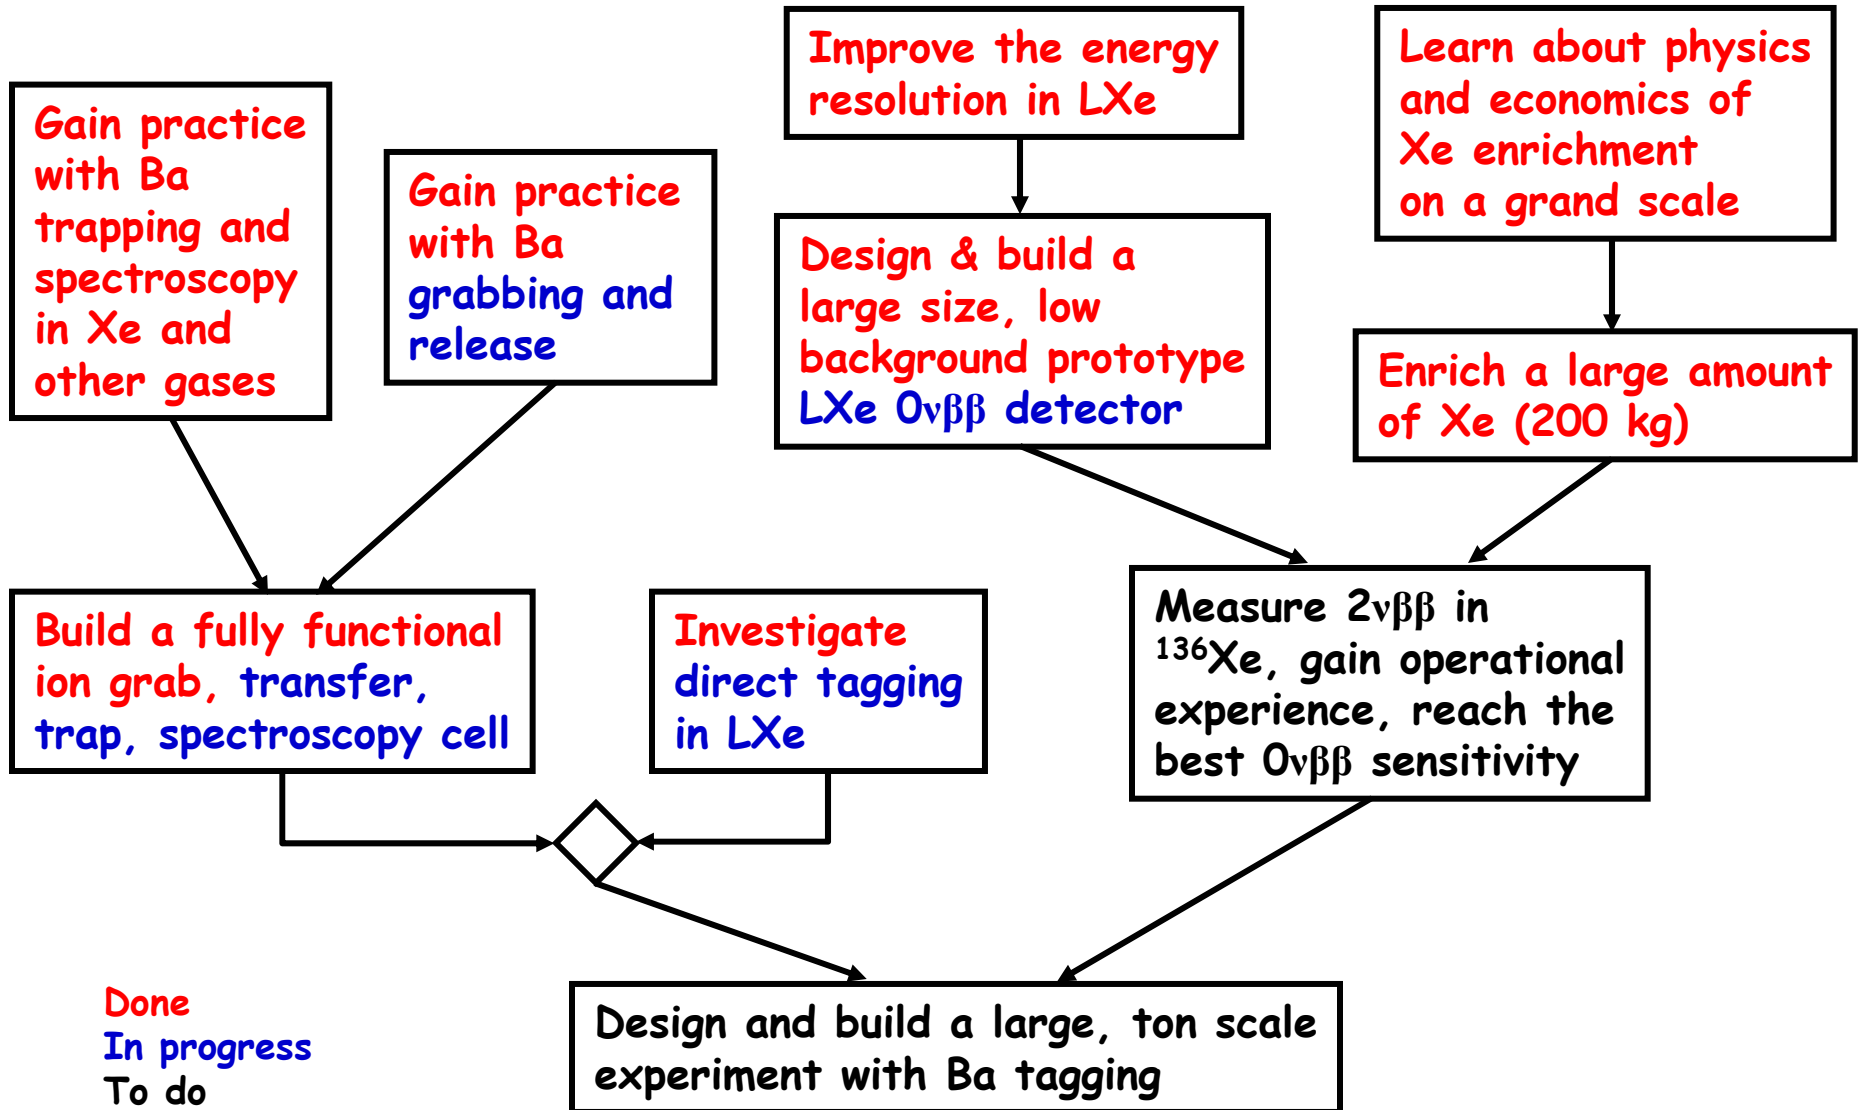 Improve the energy
resolution in LXe
Learn about physics
and economics of
Xe enrichment
on a grand scale
Gain practice
with Ba
trapping and
spectroscopy
in Xe and
other gases
Gain practice
with Ba
grabbing and
release
Design & build a
large size, low
background prototype
LXe 0νββ detector
Enrich a large amount
of Xe (200 kg)
Build a fully functional
ion grab, transfer,
trap, spectroscopy cell
Investigate
direct tagging
in LXe
Measure 2νββ in
¹³⁶Xe, gain operational
experience, reach the
best 0νββ sensitivity
Done
In progress
To do
Design and build a large, ton scale
experiment with Ba tagging